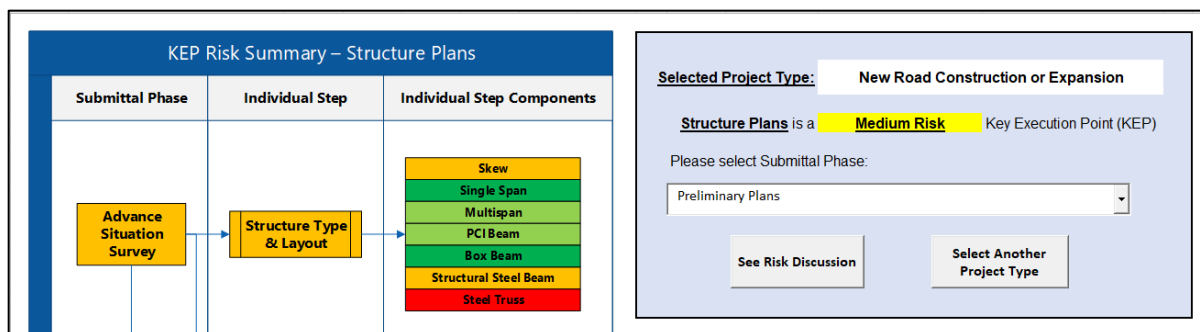 KEP Risk Summary – Structure Plans
Submittal Phase
Individual Step
Individual Step Components
Advance
Situation
Survey
Structure Type
& Layout
Skew
Single Span
Multispan
PCI Beam
Box Beam
Structural Steel Beam
Steel Truss
Selected Project Type: New Road Construction or Expansion
Structure Plans is a Medium Risk Key Execution Point (KEP)
Please select Submittal Phase:
Preliminary Plans
See Risk Discussion
Select Another
Project Type